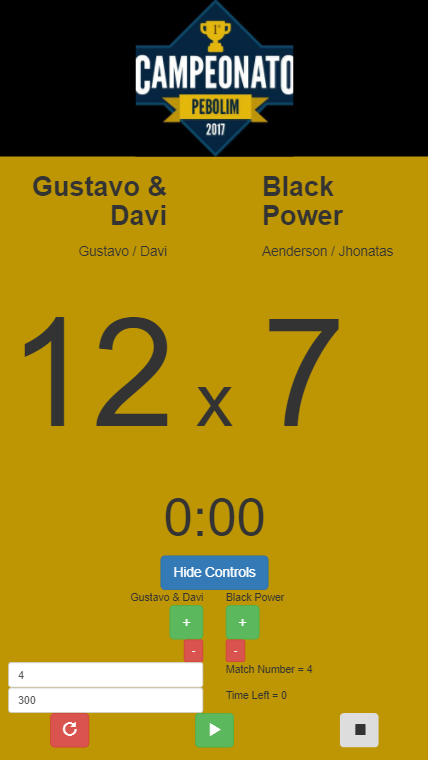 1º
CAMPEONATO
PEBOLIM
2017
Gustavo &
Davi
Gustavo / Davi
Black
Power
Aenderson / Jhonatas
12 x 7
0:00
Hide Controls
Gustavo & Davi
Black Power
+
+
-
-
4
Match Number = 4
300
Time Left = 0